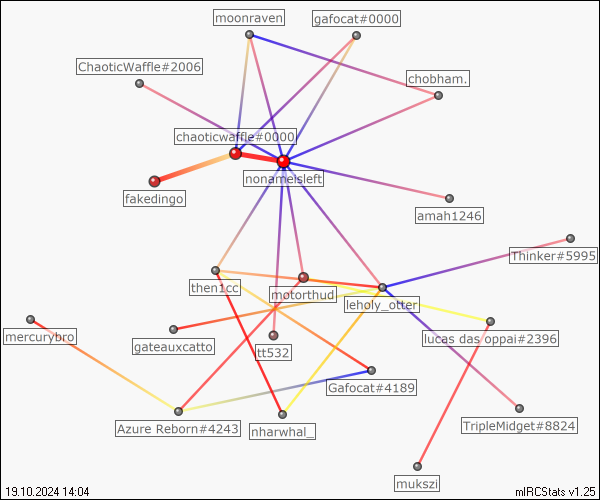 moonraven
gafocat#0000
ChaoticWaffle#2006
chobham.
chaoticwaffle#0000
nonameisleft
fakedingo
amah1246
Thinker#5995
then1cc
motorthud
leholy_otter
mercurybro
gateauxcatto
lucas das oppai#2396
tt532
Gafocat#4189
Azure Reborn#4243
nharwhal_
TripleMidget#8824
mukszi
19.10.2024 14:04
mIRCStats v1.25